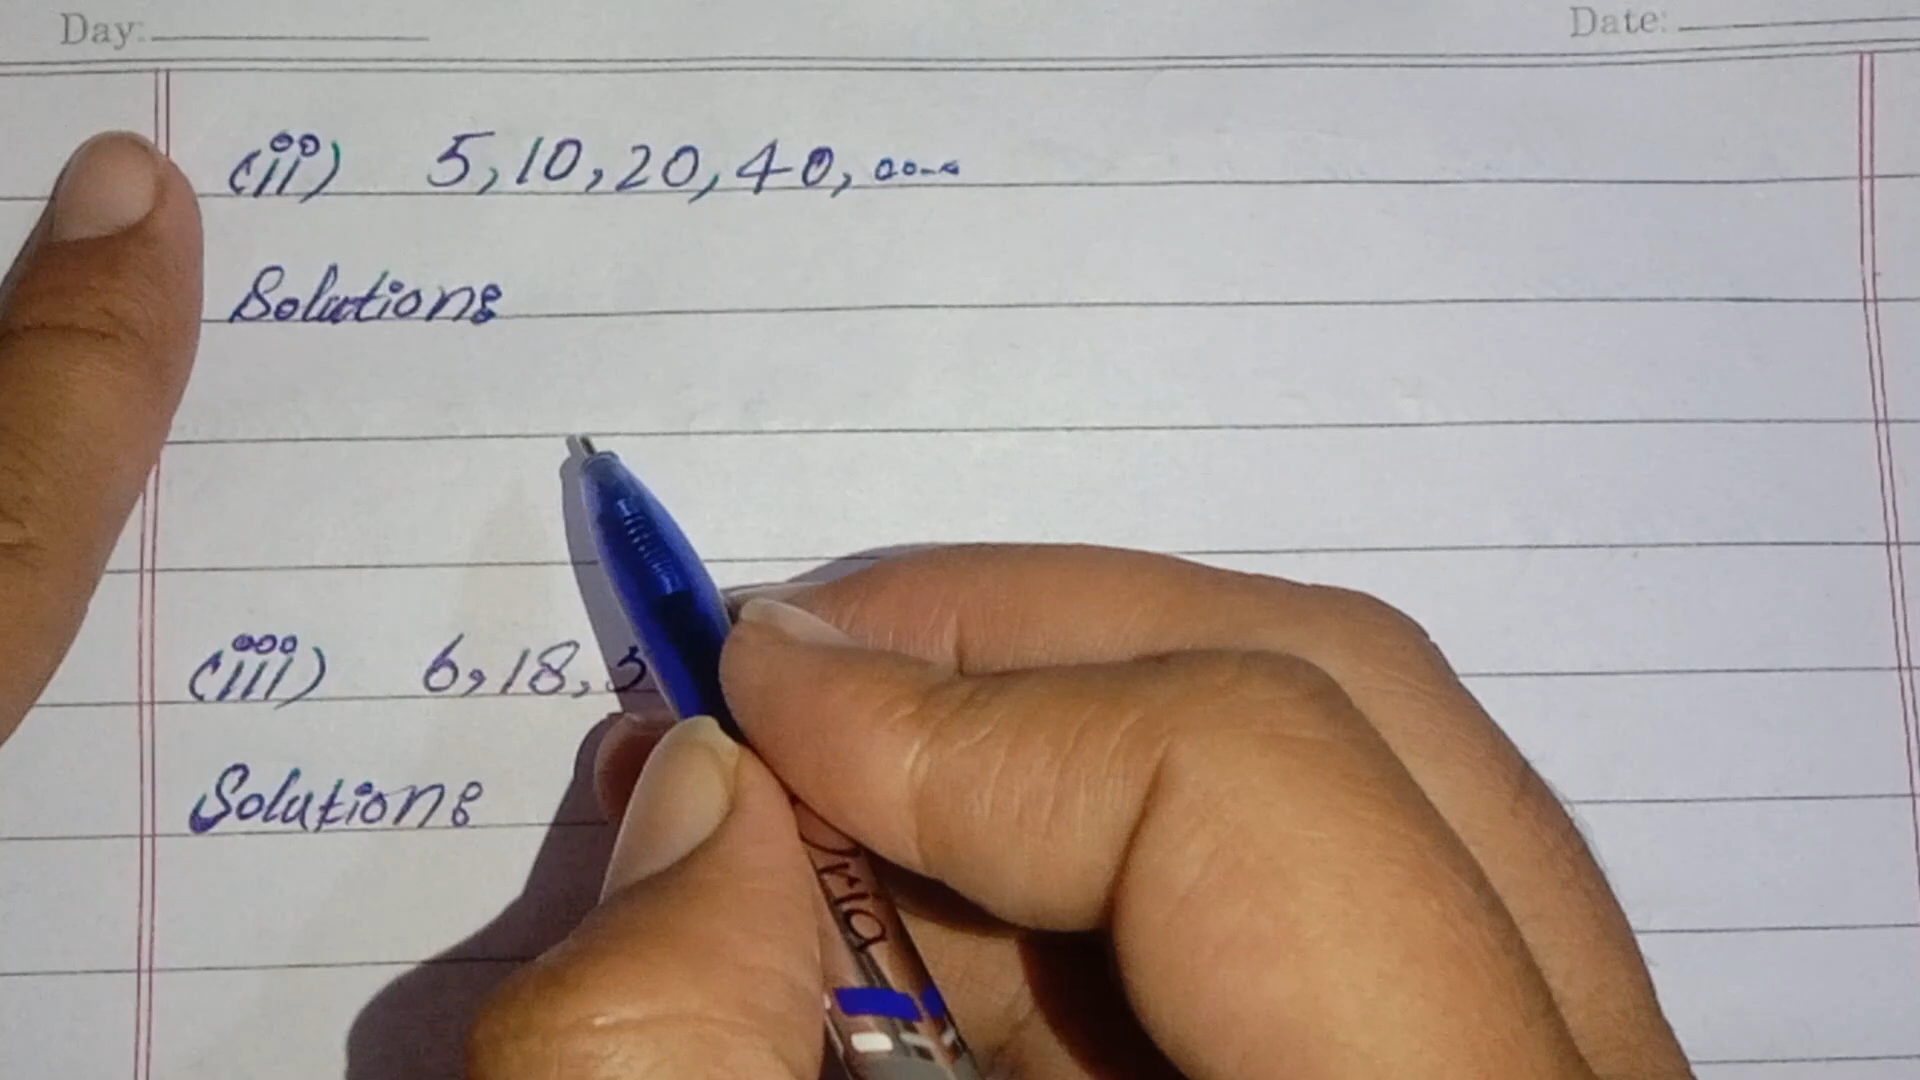 Day:
Date:
(ii) 5, 10, 20, 40, ....
Solution:
(iii) 6, 18,
Solution: